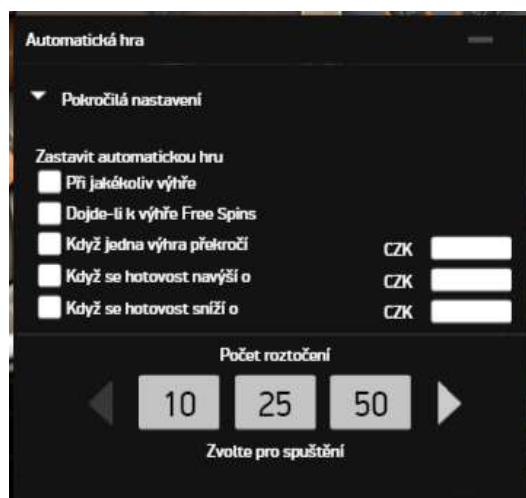 Automatická hra
Pokročilá nastavení
Zastavit automatickou hru
Při jakékoliv výhře
Dojde-li k výhře Free Spins
Když jedna výhra překročí CZK
Když se hotovost navýší o CZK
Když se hotovost sníží o CZK
Počet roztočení
10 25 50
Zvolte pro spuštění